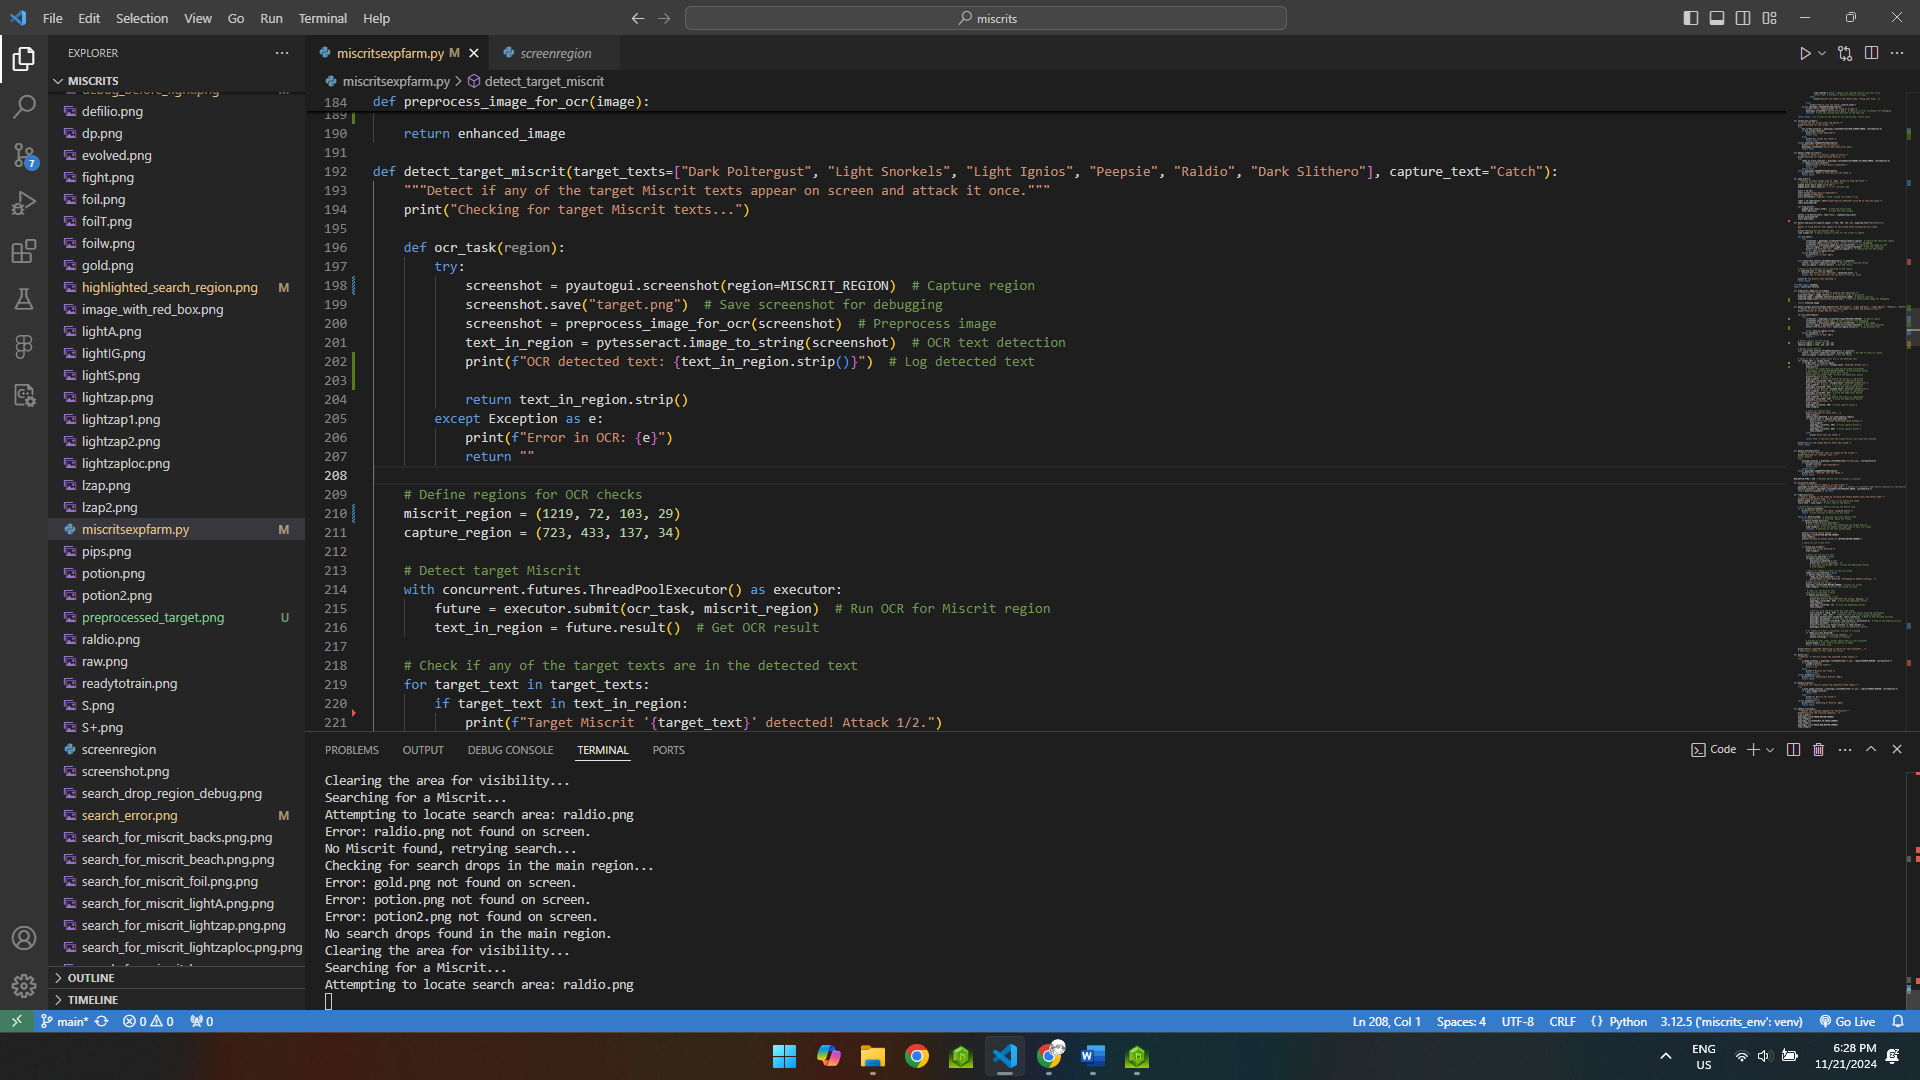 File Edit Selection View Go Run Terminal Help
miscrits
EXPLORER
miscritsexpfarm.py M
screenregion
MISCRITS
miscritsexpfarm.py > detect_target_miscrit
debug_before_light.png M
defilio.png
dp.png
evolved.png
fight.png
foil.png
foilT.png
foilw.png
gold.png
highlighted_search_region.png M
image_with_red_box.png
lightA.png
lightIG.png
lightS.png
lightzap.png
lightzap1.png
lightzap2.png
lightzaploc.png
lzap.png
lzap2.png
miscritsexpfarm.py M
pips.png
potion.png
potion2.png
preprocessed_target.png U
raldio.png
raw.png
readytotrain.png
S.png
S+.png
screenregion
screenshot.png
search_drop_region_debug.png
search_error.png M
search_for_miscrit_backs.png.png
search_for_miscrit_beach.png.png
search_for_miscrit_foil.png.png
search_for_miscrit_lightA.png.png
search_for_miscrit_lightzap.png.png
search_for_miscrit_lightzaploc.png.png
OUTLINE
TIMELINE
7
184 def preprocess_image_for_ocr(image):
189
190 return enhanced_image
191
192 def detect_target_miscrit(target_texts=["Dark Poltergust", "Light Snorkels", "Light Ignios", "Peepsie", "Raldio", "Dark Slithero"], capture_text="Catch"):
193 """Detect if any of the target Miscrit texts appear on screen and attack it once."""
194 print("Checking for target Miscrit texts...")
195
196 def ocr_task(region):
197 try:
198 screenshot = pyautogui.screenshot(region=MISCRIT_REGION) # Capture region
199 screenshot.save("target.png") # Save screenshot for debugging
200 screenshot = preprocess_image_for_ocr(screenshot) # Preprocess image
201 text_in_region = pytesseract.image_to_string(screenshot) # OCR text detection
202 print(f"OCR detected text: {text_in_region.strip()}") # Log detected text
203
204 return text_in_region.strip()
205 except Exception as e:
206 print(f"Error in OCR: {e}")
207 return ""
208
209 # Define regions for OCR checks
210 miscrit_region = (1219, 72, 103, 29)
211 capture_region = (723, 433, 137, 34)
212
213 # Detect target Miscrit
214 with concurrent.futures.ThreadPoolExecutor() as executor:
215 future = executor.submit(ocr_task, miscrit_region) # Run OCR for Miscrit region
216 text_in_region = future.result() # Get OCR result
217
218 # Check if any of the target texts are in the detected text
219 for target_text in target_texts:
220 if target_text in text_in_region:
221 print(f"Target Miscrit '{target_text}' detected! Attack 1/2.")
PROBLEMS OUTPUT DEBUG CONSOLE TERMINAL PORTS
Code
Clearing the area for visibility...
Searching for a Miscrit...
Attempting to locate search area: raldio.png
Error: raldio.png not found on screen.
No Miscrit found, retrying search...
Checking for search drops in the main region...
Error: gold.png not found on screen.
Error: potion.png not found on screen.
Error: potion2.png not found on screen.
No search drops found in the main region.
Clearing the area for visibility...
Searching for a Miscrit...
Attempting to locate search area: raldio.png
main* 0 0 0
Ln 208, Col 1 Spaces: 4 UTF-8 CRLF {} Python 3.12.5 ('miscrits_env': venv) Go Live
ENG
US
6:28 PM
11/21/2024